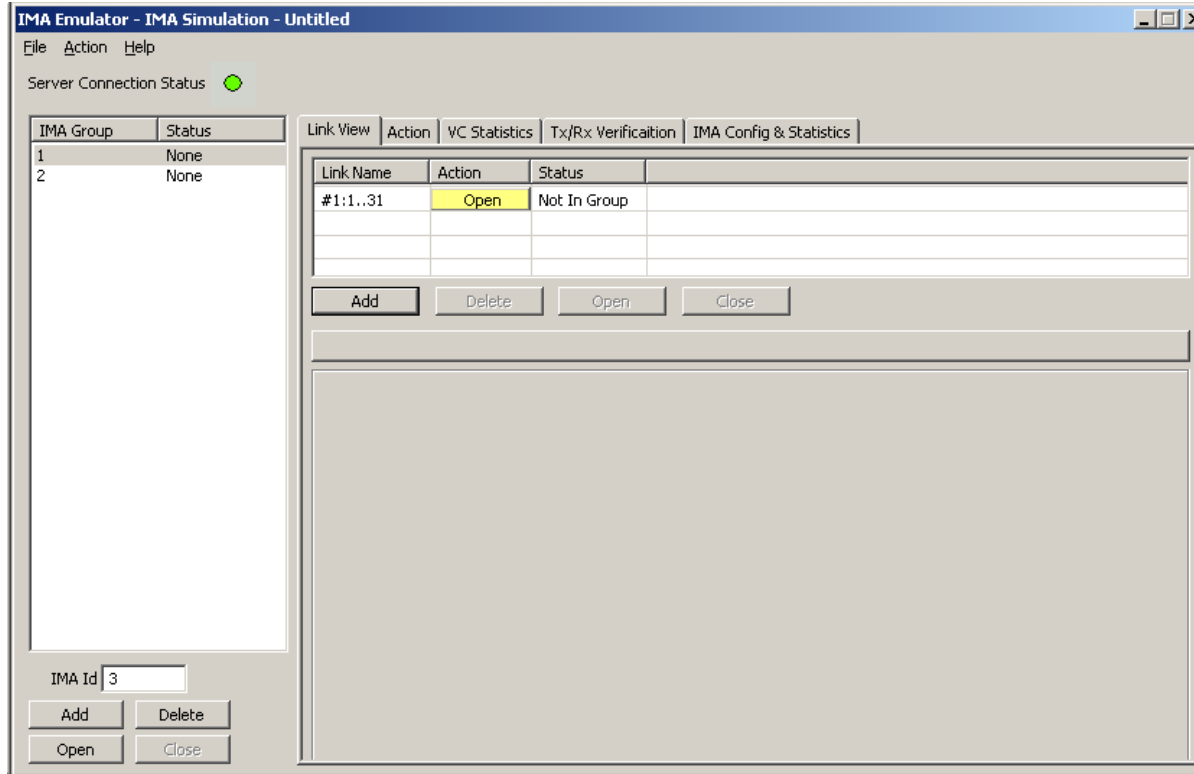 IMA Emulator - IMA Simulation - Untitled
File Action Help
Server Connection Status
IMA Group Status
1 None
2 None
IMA Id 3
Add Delete
Open Close
Link View Action VC Statistics Tx/Rx Verificaition IMA Config & Statistics
Link Name Action Status
#1:1..31 Open Not In Group
Add Delete Open Close